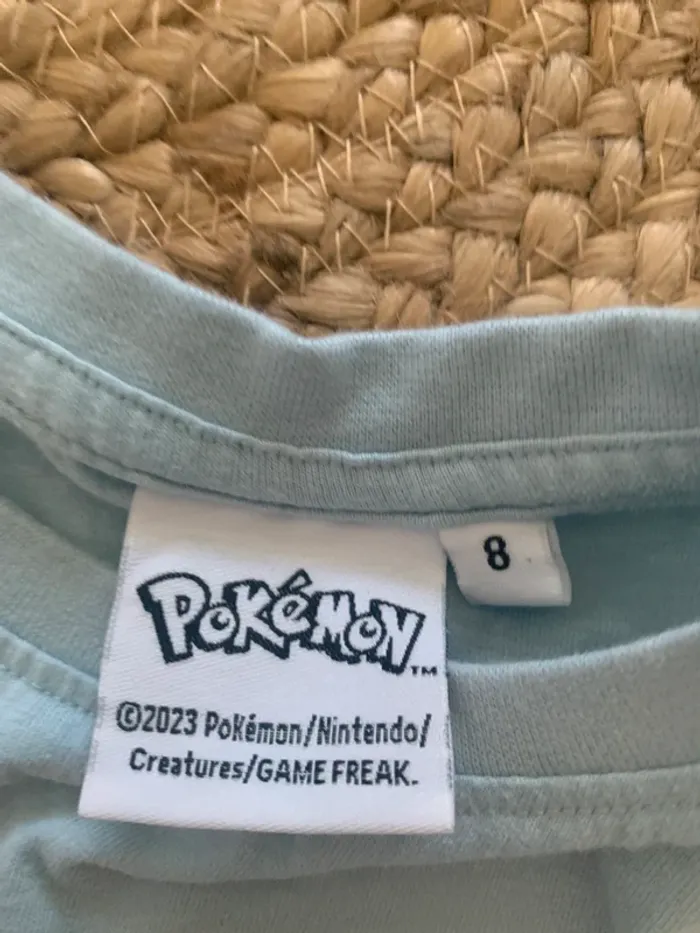 Pokémon™
8
©2023 Pokémon/Nintendo/
Creatures/GAME FREAK.